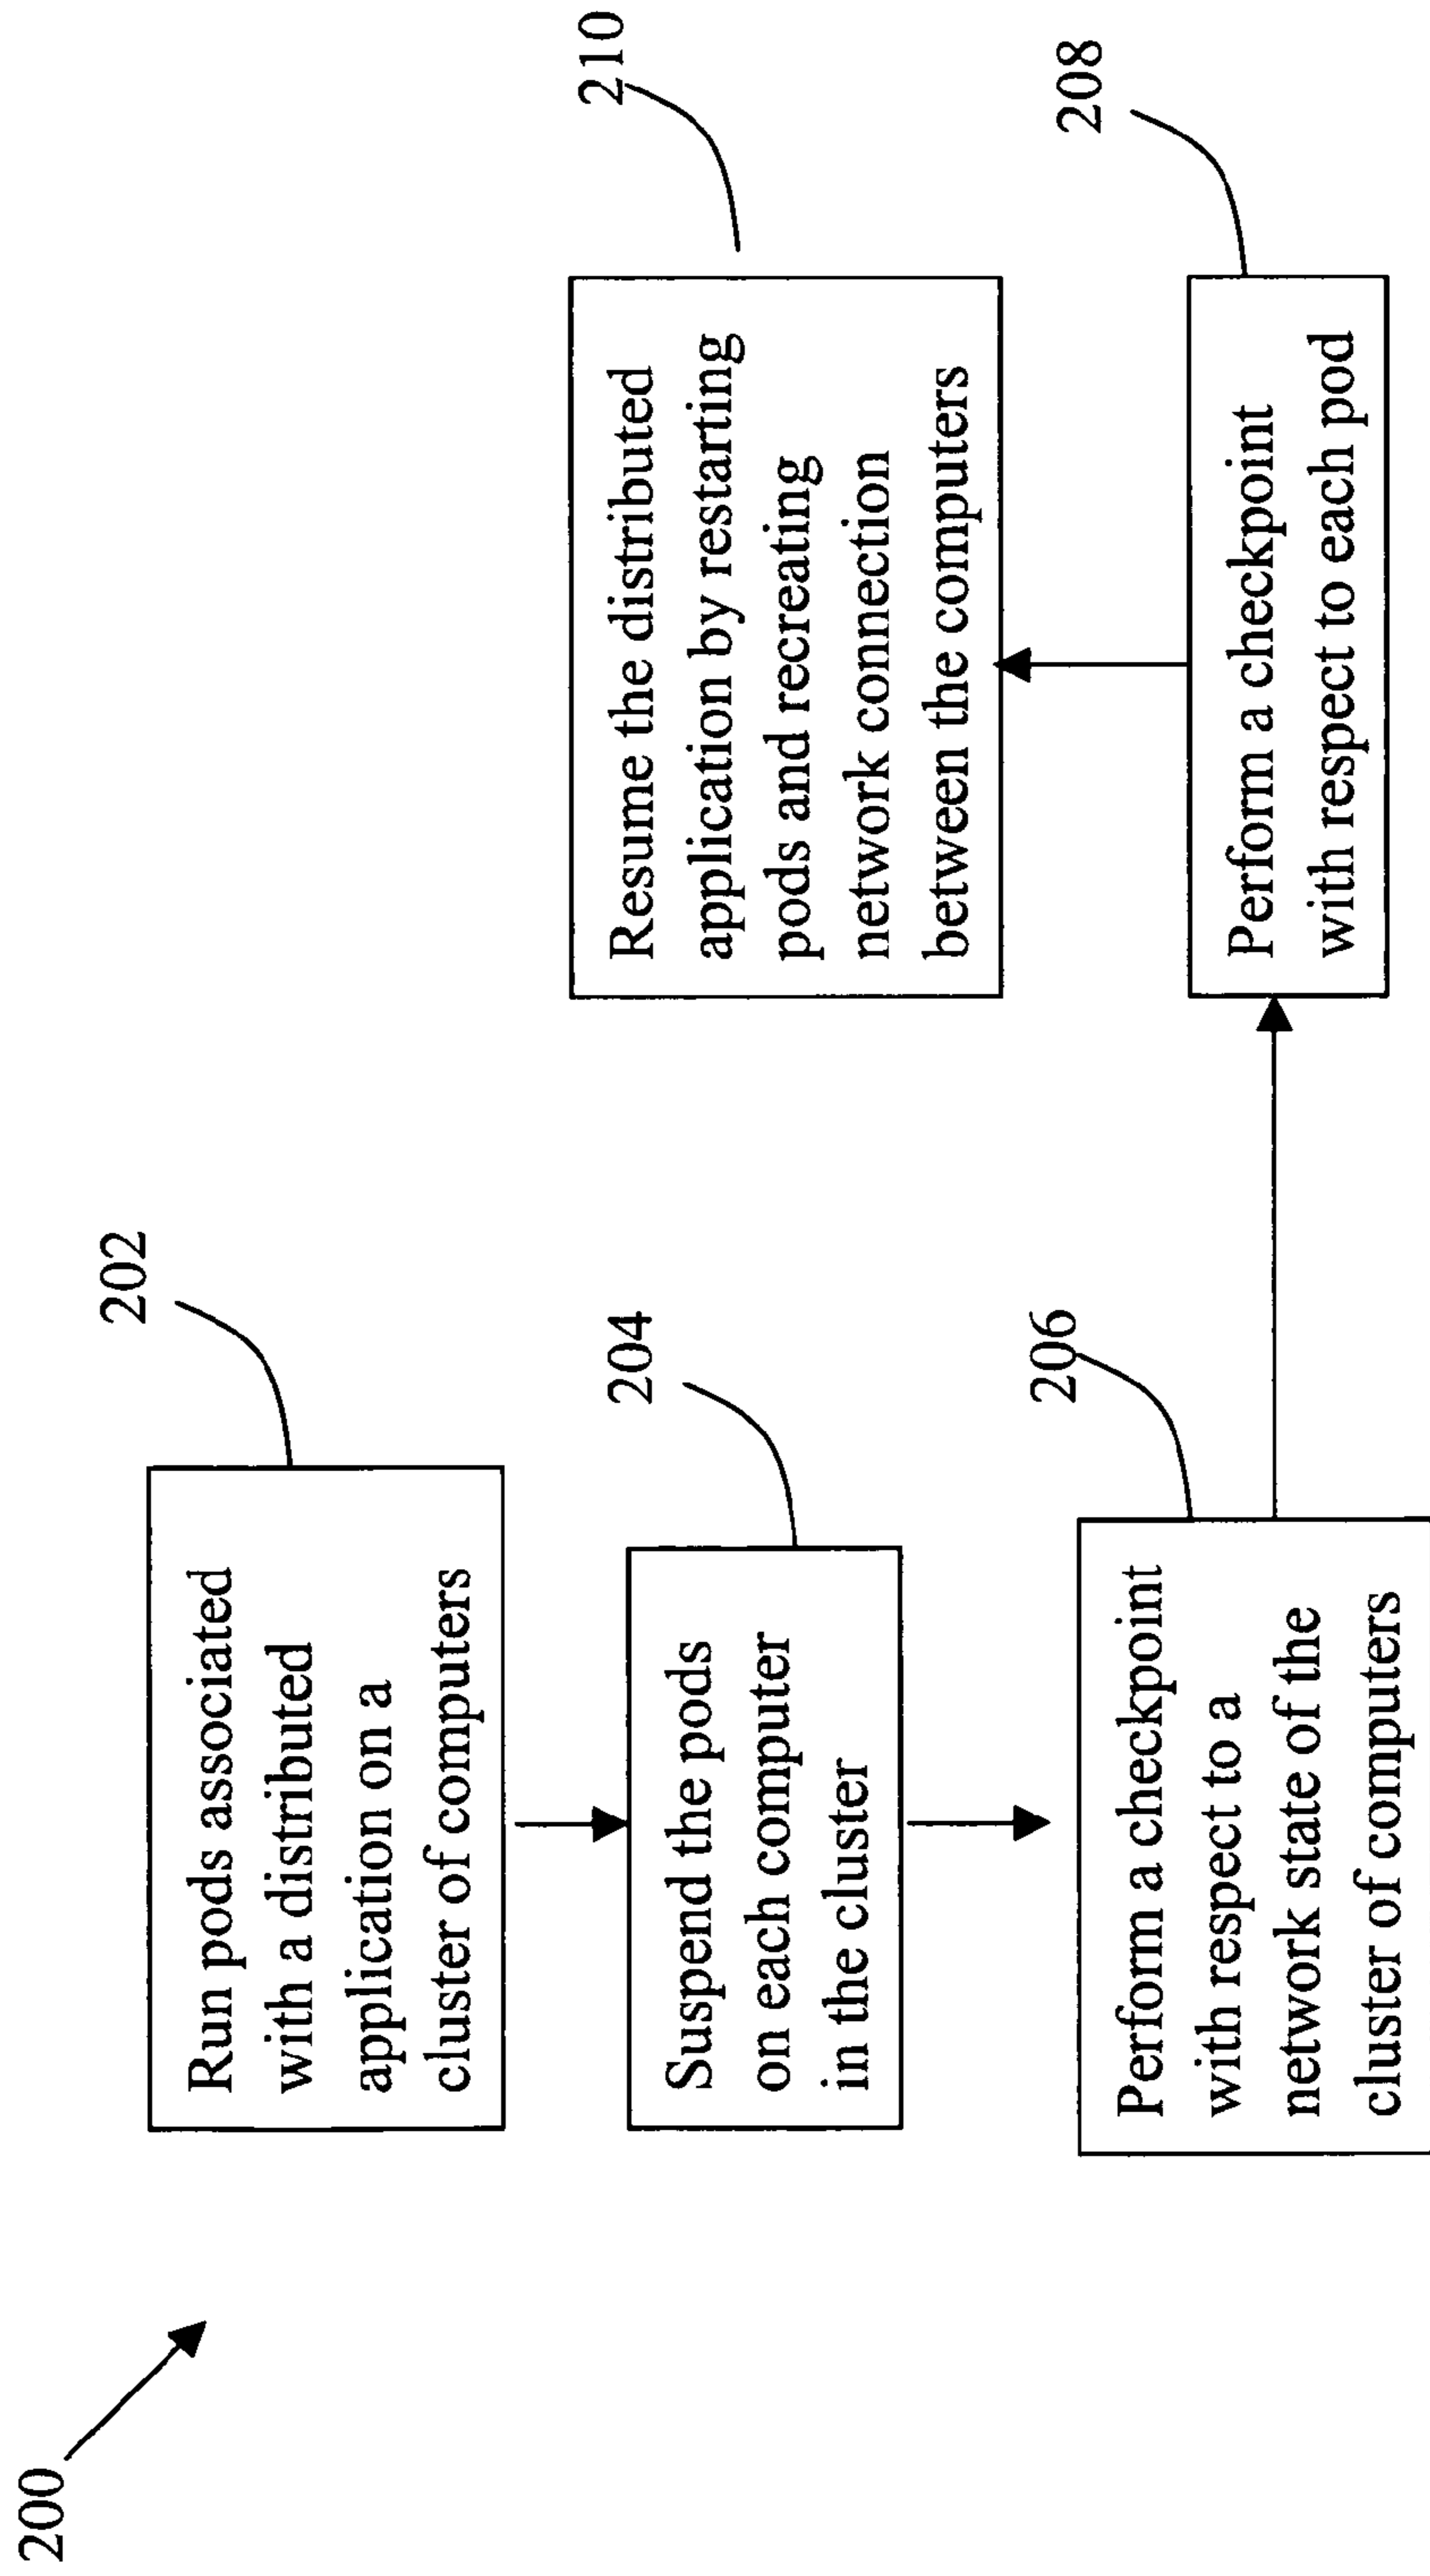 200
202
Run pods associated
with a distributed
application on a
cluster of computers
204
Suspend the pods
on each computer
in the cluster
206
Perform a checkpoint
with respect to a
network state of the
cluster of computers
208
Perform a checkpoint
with respect to each pod
210
Resume the distributed
application by restarting
pods and recreating
network connection
between the computers